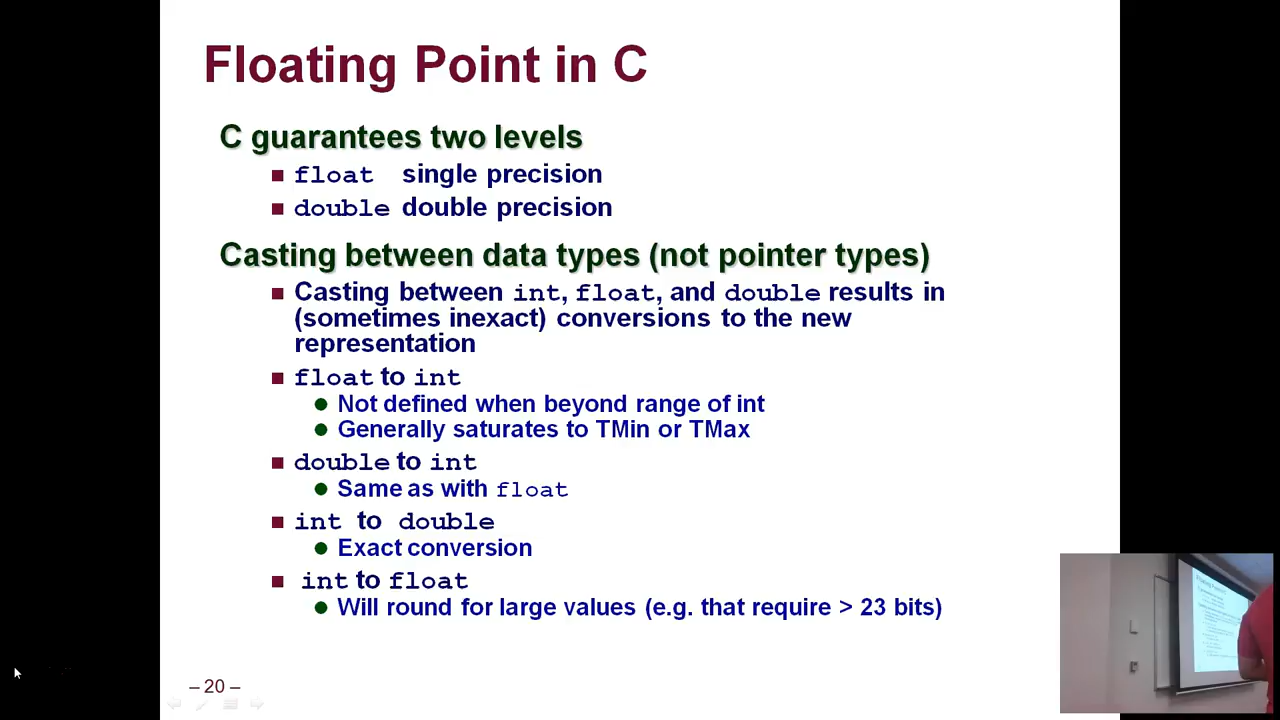 Floating Point in C
C guarantees two levels
float single precision
double double precision
Casting between data types (not pointer types)
Casting between int, float, and double results in
(sometimes inexact) conversions to the new
representation
float to int
Not defined when beyond range of int
Generally saturates to TMin or TMax
double to int
Same as with float
int to double
Exact conversion
int to float
Will round for large values (e.g. that require > 23 bits)
– 20 –
Floating Point in C